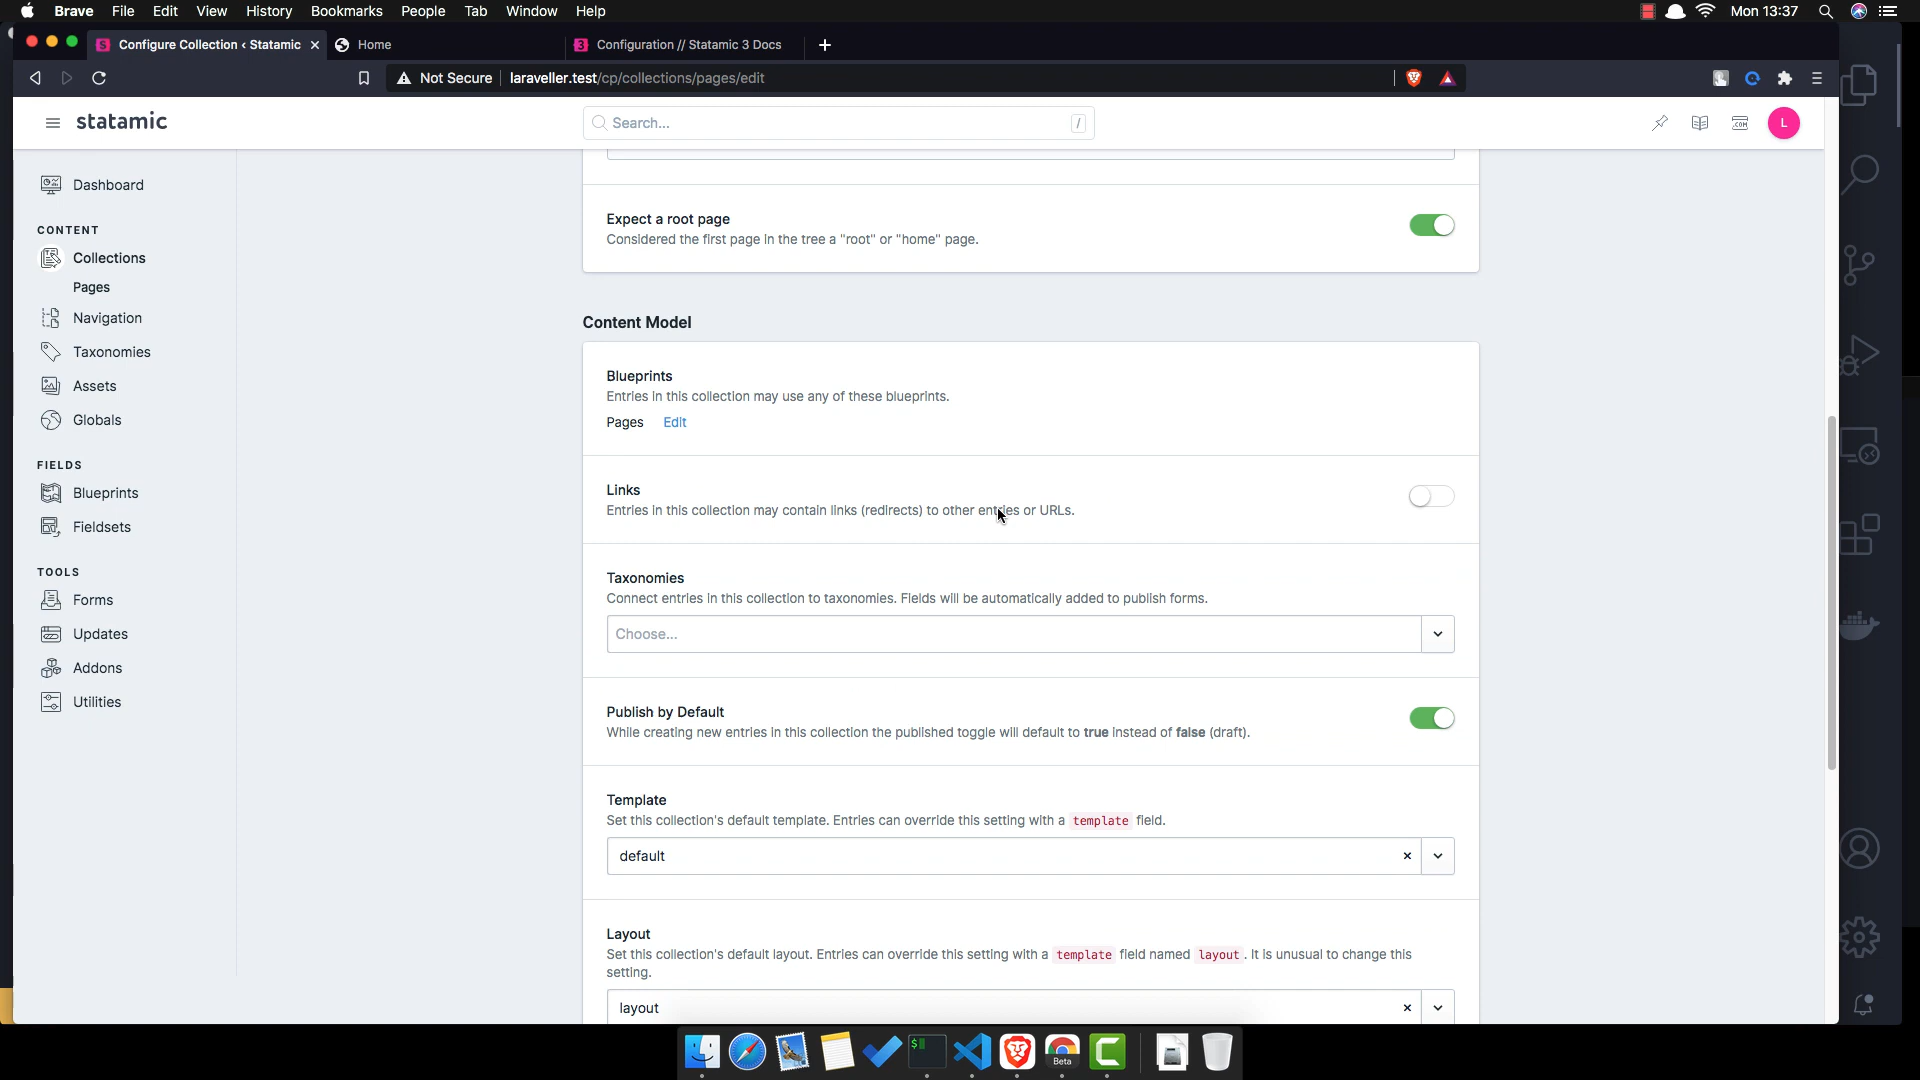 Brave File Edit View History Bookmarks People Tab Window Help
Mon 13:37
Configure Collection ‹ Statamic
Home
Configuration // Statamic 3 Docs
Not Secure
laraveller.test/cp/collections/pages/edit
statamic
Search...
/
.COM
L
Dashboard
CONTENT
Collections
Pages
Navigation
Taxonomies
Assets
Globals
FIELDS
Blueprints
Fieldsets
TOOLS
Forms
Updates
Addons
Utilities
Expect a root page
Considered the first page in the tree a "root" or "home" page.
Content Model
Blueprints
Entries in this collection may use any of these blueprints.
Pages Edit
Links
Entries in this collection may contain links (redirects) to other entries or URLs.
Taxonomies
Connect entries in this collection to taxonomies. Fields will be automatically added to publish forms.
Choose...
Publish by Default
While creating new entries in this collection the published toggle will default to true instead of false (draft).
Template
Set this collection's default template. Entries can override this setting with a template field.
default
Layout
Set this collection's default layout. Entries can override this setting with a template field named layout. It is unusual to change this
setting.
layout
$
Beta